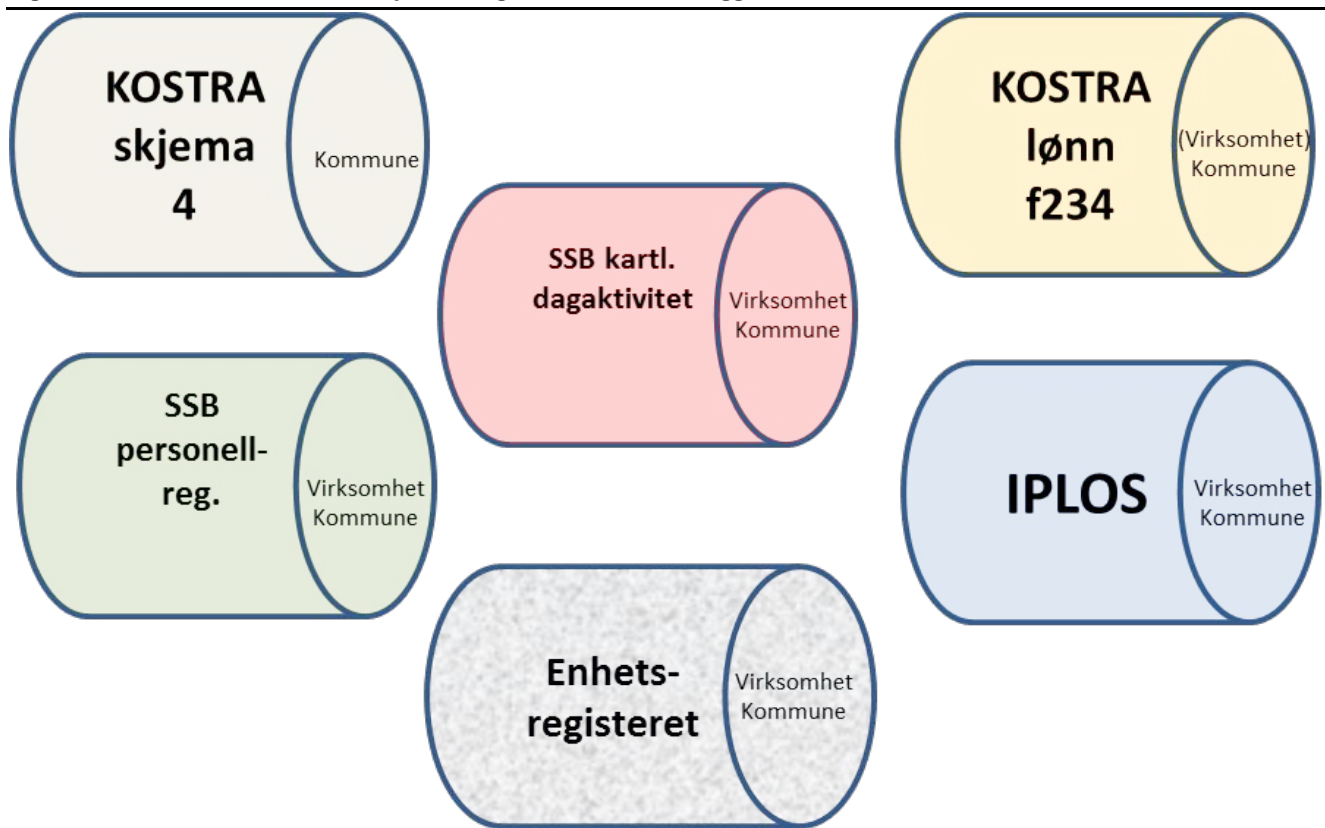 KOSTRA
skjema
4
Kommune
KOSTRA
lønn
f234
(Virksomhet)
Kommune
SSB kartl.
dagaktivitet
Virksomhet
Kommune
SSB
personell-
reg.
Virksomhet
Kommune
IPLOS
Virksomhet
Kommune
Enhets-
registeret
Virksomhet
Kommune